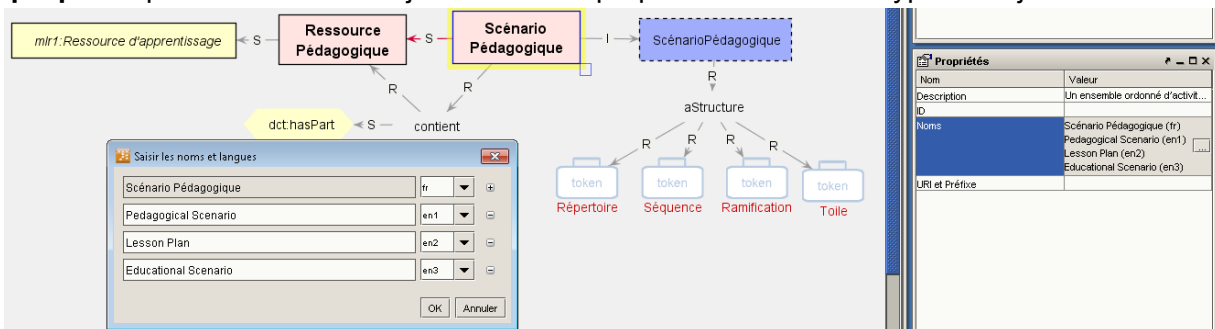 mlr1:Ressource d'apprentissage
S
Ressource
Pédagogique
S
Scénario
Pédagogique
I
ScénarioPédagogique
R
R
R
dct:hasPart
S
contient
aStructure
R
R
R
R
token
token
token
token
Répertoire
Séquence
Ramification
Toile
Saisir les noms et langues
Scénario Pédagogique
fr
Pedagogical Scenario
en1
Lesson Plan
en2
Educational Scenario
en3
OK
Annuler
Propriétés
Nom
Valeur
Description
Un ensemble ordonné d'activit...
ID
Noms
Scénario Pédagogique (fr)
Pedagogical Scenario (en1)
...
Lesson Plan (en2)
Educational Scenario (en3)
URI et Préfixe